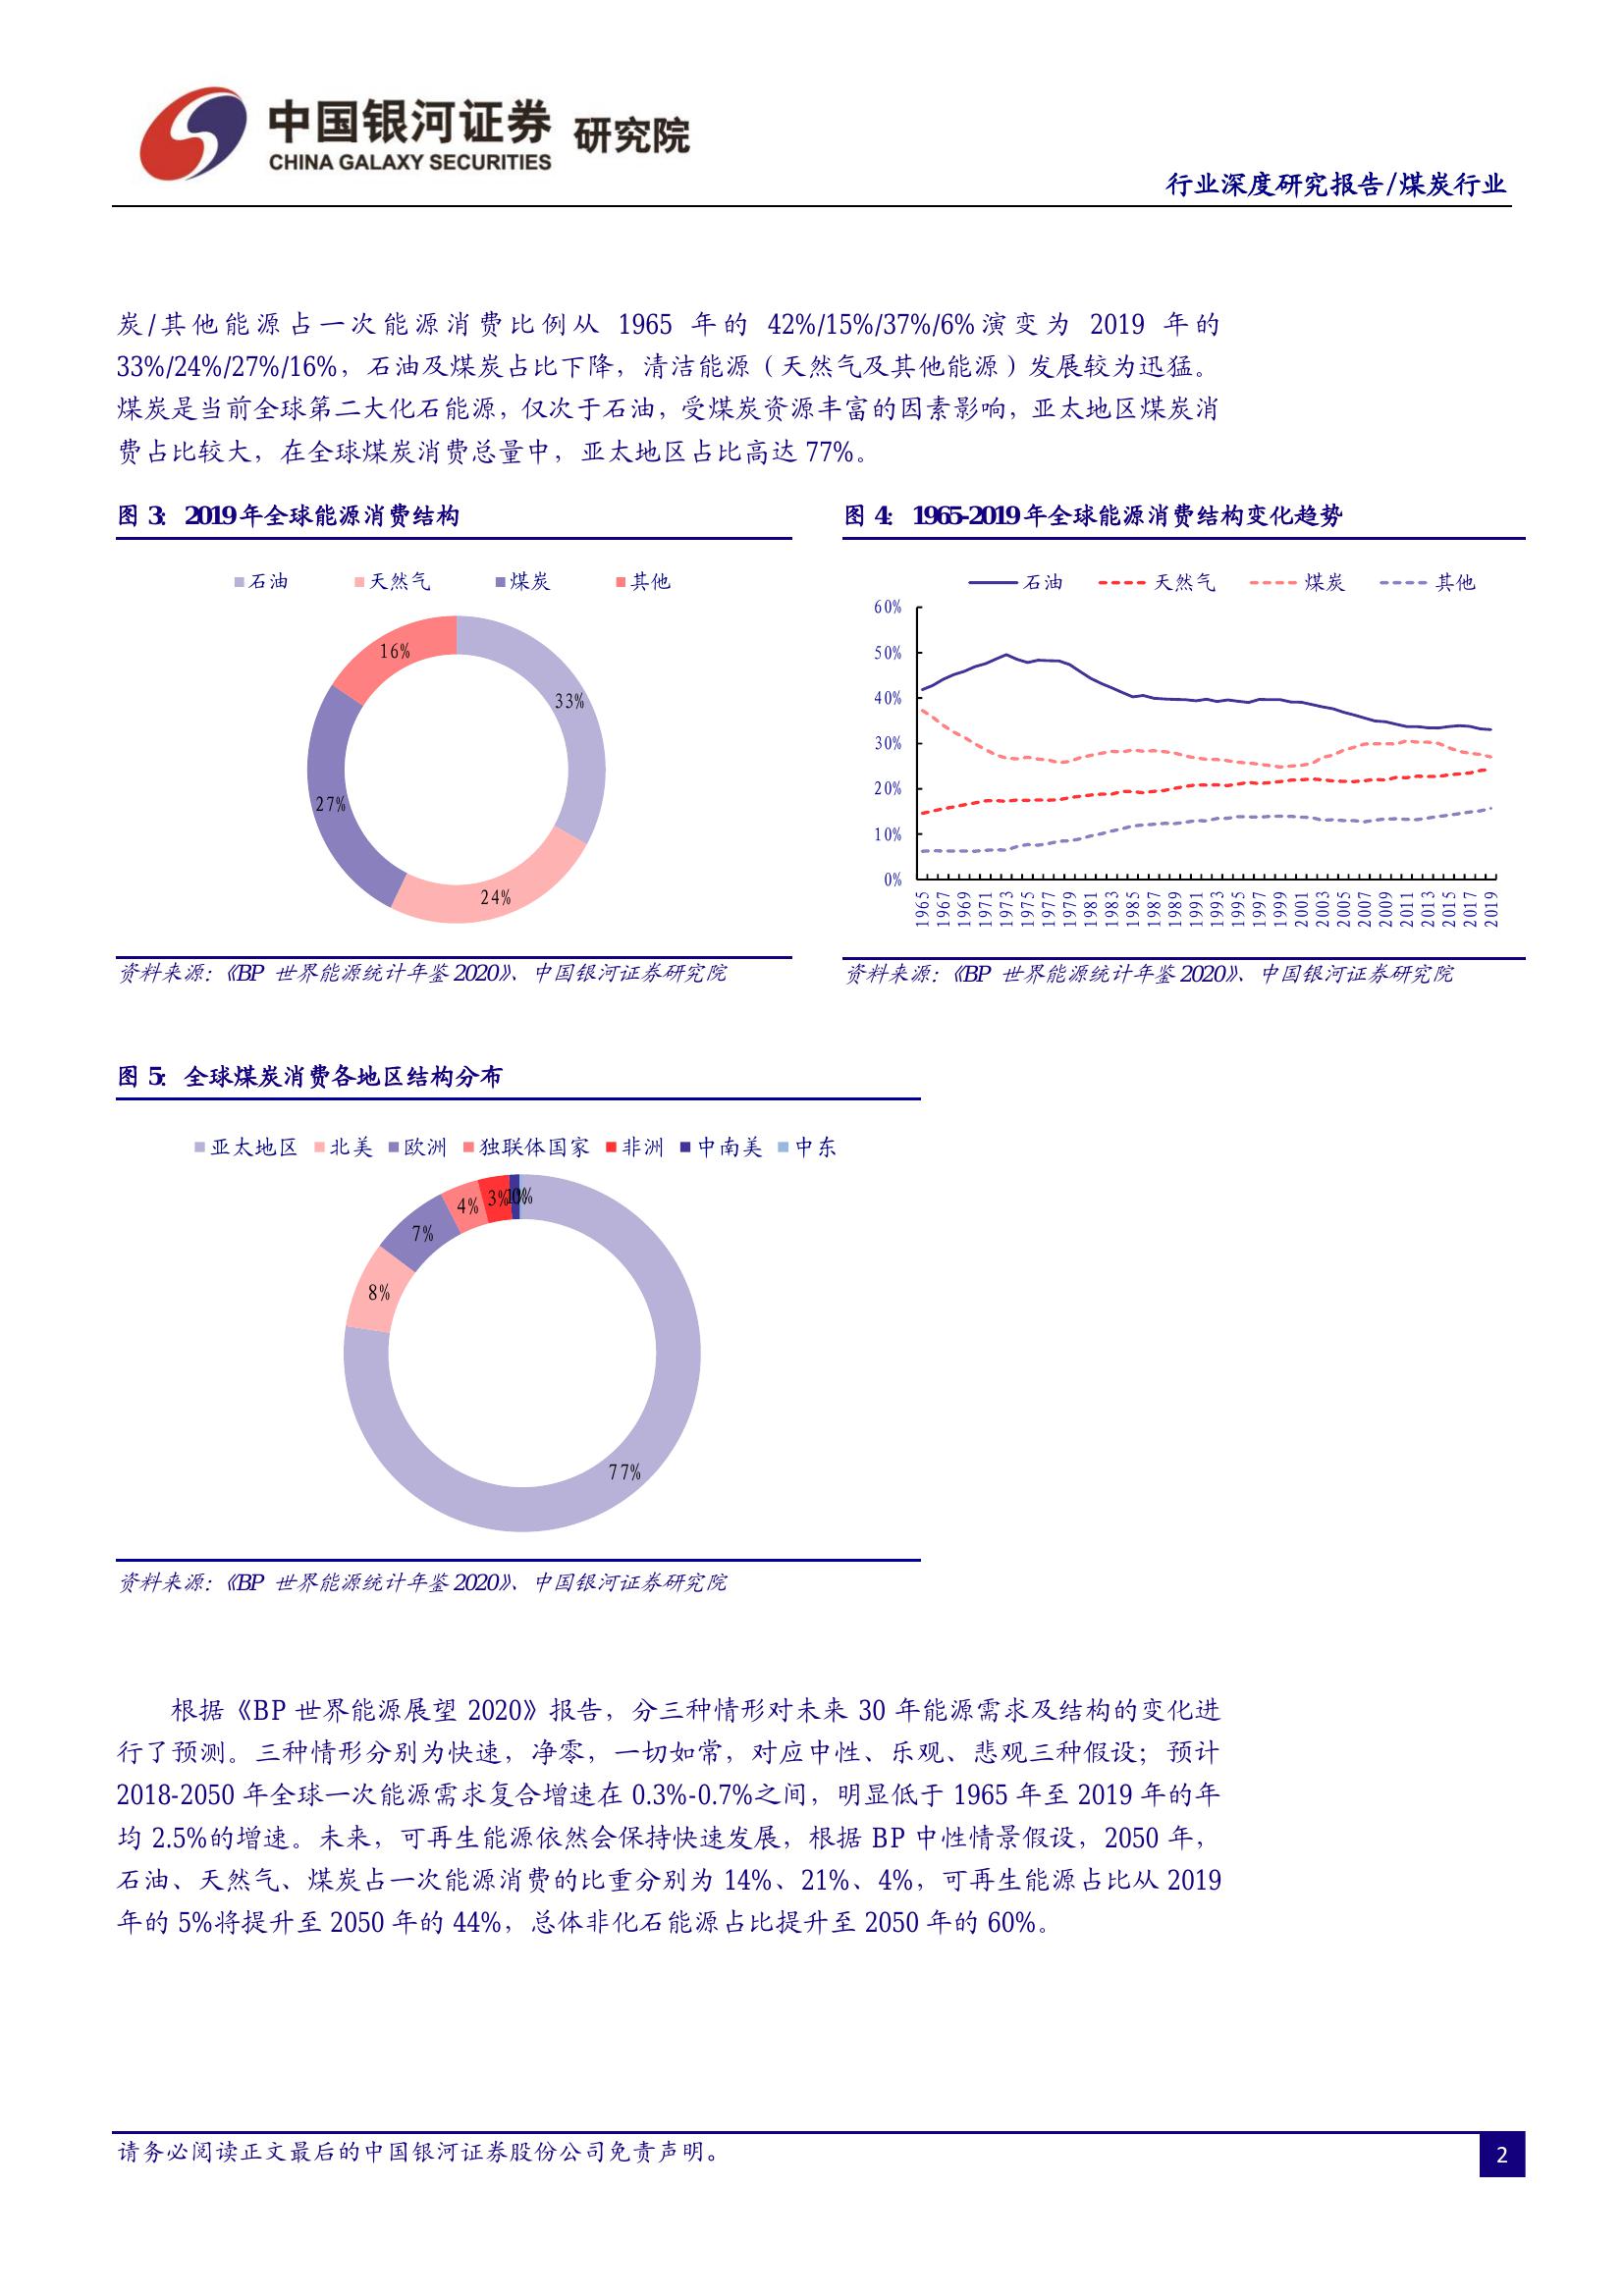 中国银河证券 研究院
CHINA GALAXY SECURITIES
行业深度研究报告/煤炭行业
炭/其他能源占一次能源消费比例从 1965 年的 42%/15%/37%/6%演变为 2019 年的
33%/24%/27%/16%，石油及煤炭占比下降，清洁能源（天然气及其他能源）发展较为迅猛。
煤炭是当前全球第二大化石能源，仅次于石油，受煤炭资源丰富的因素影响，亚太地区煤炭消
费占比较大，在全球煤炭消费总量中，亚太地区占比高达 77%。
图 3： 2019 年全球能源消费结构
石油 天然气 煤炭 其他
16%
33%
27%
24%
资料来源：《BP 世界能源统计年鉴 2020》、中国银河证券研究院
图 4： 1965-2019 年全球能源消费结构变化趋势
石油 天然气 煤炭 其他
60%
50%
40%
30%
20%
10%
0%
1965 1967 1969 1971 1973 1975 1977 1979 1981 1983 1985 1987 1989 1991 1993 1995 1997 1999 2001 2003 2005 2007 2009 2011 2013 2015 2017 2019
资料来源：《BP 世界能源统计年鉴 2020》、中国银河证券研究院
图 5： 全球煤炭消费各地区结构分布
亚太地区 北美 欧洲 独联体国家 非洲 中南美 中东
4% 3% 1% 0%
7%
8%
77%
资料来源：《BP 世界能源统计年鉴 2020》、中国银河证券研究院
根据《BP 世界能源展望 2020》报告，分三种情形对未来 30 年能源需求及结构的变化进
行了预测。三种情形分别为快速，净零，一切如常，对应中性、乐观、悲观三种假设；预计
2018-2050 年全球一次能源需求复合增速在 0.3%-0.7%之间，明显低于 1965 年至 2019 年的年
均 2.5%的增速。未来，可再生能源依然会保持快速发展，根据 BP 中性情景假设，2050 年，
石油、天然气、煤炭占一次能源消费的比重分别为 14%、21%、4%，可再生能源占比从 2019
年的 5%将提升至 2050 年的 44%，总体非化石能源占比提升至 2050 年的 60%。
请务必阅读正文最后的中国银河证券股份公司免责声明。
2